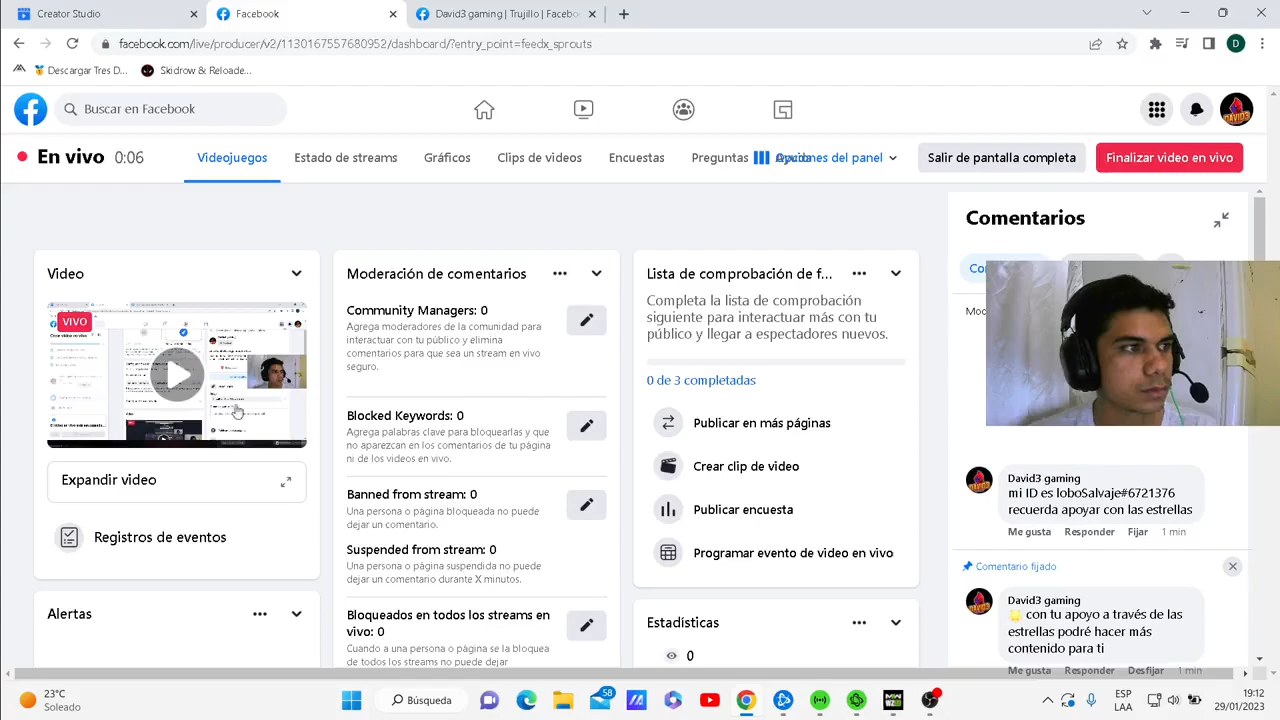 Creator Studio
Facebook
David3 gaming | Trujillo | Facebo
facebook.com/live/producer/v2/1130167557680952/dashboard/?entry_point=feedx_sprouts
D
Descargar Tres D...
Skidrow & Reloade...
Buscar en Facebook
En vivo 0:06
Videojuegos
Estado de streams
Gráficos
Clips de videos
Encuestas
Preguntas
Opciones del panel
Salir de pantalla completa
Finalizar video en vivo
Video
VIVO
Expandir video
Registros de eventos
Alertas
Moderación de comentarios
Community Managers: 0
Agrega moderadores de la comunidad para
interactuar con tu público y elimina
comentarios para que sea un stream en vivo
seguro.
Blocked Keywords: 0
Agrega palabras clave para bloquearlas y que
no aparezcan en los comentarios de tu página
ni de los videos en vivo.
Banned from stream: 0
Una persona o página bloqueada no puede
dejar un comentario.
Suspended from stream: 0
Una persona o página suspendida no puede
dejar un comentario durante X minutos.
Bloqueados en todos los streams en
vivo: 0
Cuando a una persona o página se la bloquea
de todos los streams no puede dejar
Lista de comprobación de f...
Completa la lista de comprobación
siguiente para interactuar más con tu
público y llegar a espectadores nuevos.
0 de 3 completadas
Publicar en más páginas
Crear clip de video
Publicar encuesta
Programar evento de video en vivo
Estadísticas
0
Comentarios
David3 gaming
mi ID es loboSalvaje#6721376
recuerda apoyar con las estrellas
Me gusta Responder Fijar 1 min
Comentario fijado
David3 gaming
🌟 con tu apoyo a través de las
estrellas podré hacer más
contenido para ti
Me gusta Responder Desfijar 1 min
23°C
Soleado
Búsqueda
58
ESP
LAA
19:12
29/01/2023